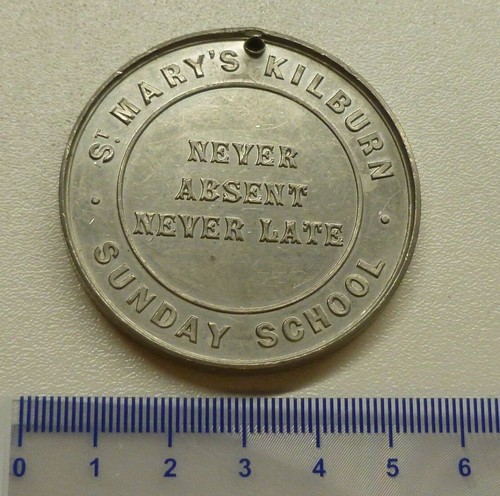 ST MARY'S KILBURN
NEVER
ABSENT
NEVER LATE
SUNDAY SCHOOL
0 1 2 3 4 5 6